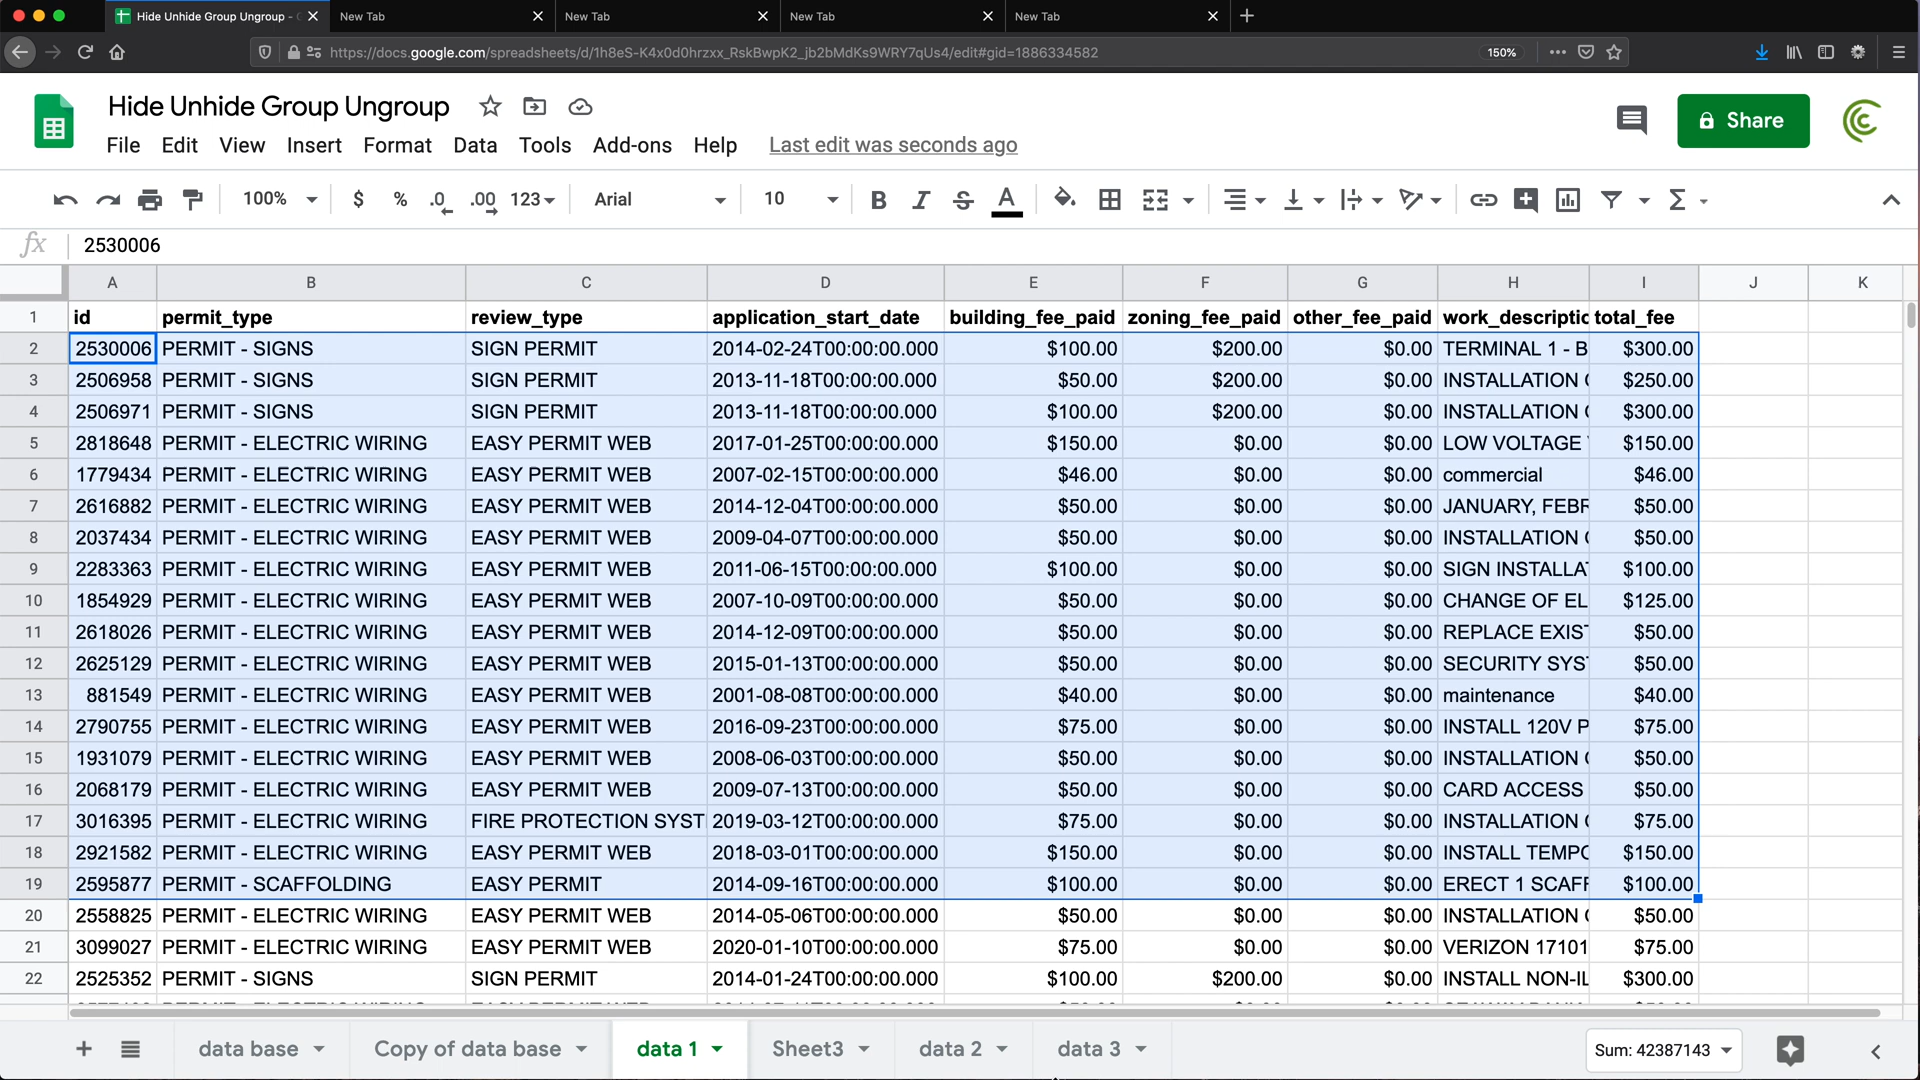 Hide Unhide Group Ungroup - G
New Tab
New Tab
New Tab
New Tab
https://docs.google.com/spreadsheets/d/1h8eS-K4x0d0hrzxx_RskBwpK2_jb2bMdKs9WRY7qUs4/edit#gid=1886334582
150%
Hide Unhide Group Ungroup
Share
File Edit View Insert Format Data Tools Add-ons Help Last edit was seconds ago
100% $ % .0 .00 123 Arial 10 B I S A
fx 2530006
A B C D E F G H I J K
1 id permit_type review_type application_start_date building_fee_paid zoning_fee_paid other_fee_paid work_descriptio total_fee
2 2530006 PERMIT - SIGNS SIGN PERMIT 2014-02-24T00:00:00.000 $100.00 $200.00 $0.00 TERMINAL 1 - B $300.00
3 2506958 PERMIT - SIGNS SIGN PERMIT 2013-11-18T00:00:00.000 $50.00 $200.00 $0.00 INSTALLATION $250.00
4 2506971 PERMIT - SIGNS SIGN PERMIT 2013-11-18T00:00:00.000 $100.00 $200.00 $0.00 INSTALLATION $300.00
5 2818648 PERMIT - ELECTRIC WIRING EASY PERMIT WEB 2017-01-25T00:00:00.000 $150.00 $0.00 $0.00 LOW VOLTAGE $150.00
6 1779434 PERMIT - ELECTRIC WIRING EASY PERMIT WEB 2007-02-15T00:00:00.000 $46.00 $0.00 $0.00 commercial $46.00
7 2616882 PERMIT - ELECTRIC WIRING EASY PERMIT WEB 2014-12-04T00:00:00.000 $50.00 $0.00 $0.00 JANUARY, FEBR $50.00
8 2037434 PERMIT - ELECTRIC WIRING EASY PERMIT WEB 2009-04-07T00:00:00.000 $50.00 $0.00 $0.00 INSTALLATION $50.00
9 2283363 PERMIT - ELECTRIC WIRING EASY PERMIT WEB 2011-06-15T00:00:00.000 $100.00 $0.00 $0.00 SIGN INSTALLAT $100.00
10 1854929 PERMIT - ELECTRIC WIRING EASY PERMIT WEB 2007-10-09T00:00:00.000 $50.00 $0.00 $0.00 CHANGE OF EL $125.00
11 2618026 PERMIT - ELECTRIC WIRING EASY PERMIT WEB 2014-12-09T00:00:00.000 $50.00 $0.00 $0.00 REPLACE EXIST $50.00
12 2625129 PERMIT - ELECTRIC WIRING EASY PERMIT WEB 2015-01-13T00:00:00.000 $50.00 $0.00 $0.00 SECURITY SYST $50.00
13 881549 PERMIT - ELECTRIC WIRING EASY PERMIT WEB 2001-08-08T00:00:00.000 $40.00 $0.00 $0.00 maintenance $40.00
14 2790755 PERMIT - ELECTRIC WIRING EASY PERMIT WEB 2016-09-23T00:00:00.000 $75.00 $0.00 $0.00 INSTALL 120V P $75.00
15 1931079 PERMIT - ELECTRIC WIRING EASY PERMIT WEB 2008-06-03T00:00:00.000 $50.00 $0.00 $0.00 INSTALLATION $50.00
16 2068179 PERMIT - ELECTRIC WIRING EASY PERMIT WEB 2009-07-13T00:00:00.000 $50.00 $0.00 $0.00 CARD ACCESS $50.00
17 3016395 PERMIT - ELECTRIC WIRING FIRE PROTECTION SYST 2019-03-12T00:00:00.000 $75.00 $0.00 $0.00 INSTALLATION $75.00
18 2921582 PERMIT - ELECTRIC WIRING EASY PERMIT WEB 2018-03-01T00:00:00.000 $150.00 $0.00 $0.00 INSTALL TEMPO $150.00
19 2595877 PERMIT - SCAFFOLDING EASY PERMIT 2014-09-16T00:00:00.000 $100.00 $0.00 $0.00 ERECT 1 SCAFF $100.00
20 2558825 PERMIT - ELECTRIC WIRING EASY PERMIT WEB 2014-05-06T00:00:00.000 $50.00 $0.00 $0.00 INSTALLATION $50.00
21 3099027 PERMIT - ELECTRIC WIRING EASY PERMIT WEB 2020-01-10T00:00:00.000 $75.00 $0.00 $0.00 VERIZON 17101 $75.00
22 2525352 PERMIT - SIGNS SIGN PERMIT 2014-01-24T00:00:00.000 $100.00 $200.00 $0.00 INSTALL NON-IL $300.00
data base Copy of data base data 1 Sheet3 data 2 data 3 Sum: 42387143